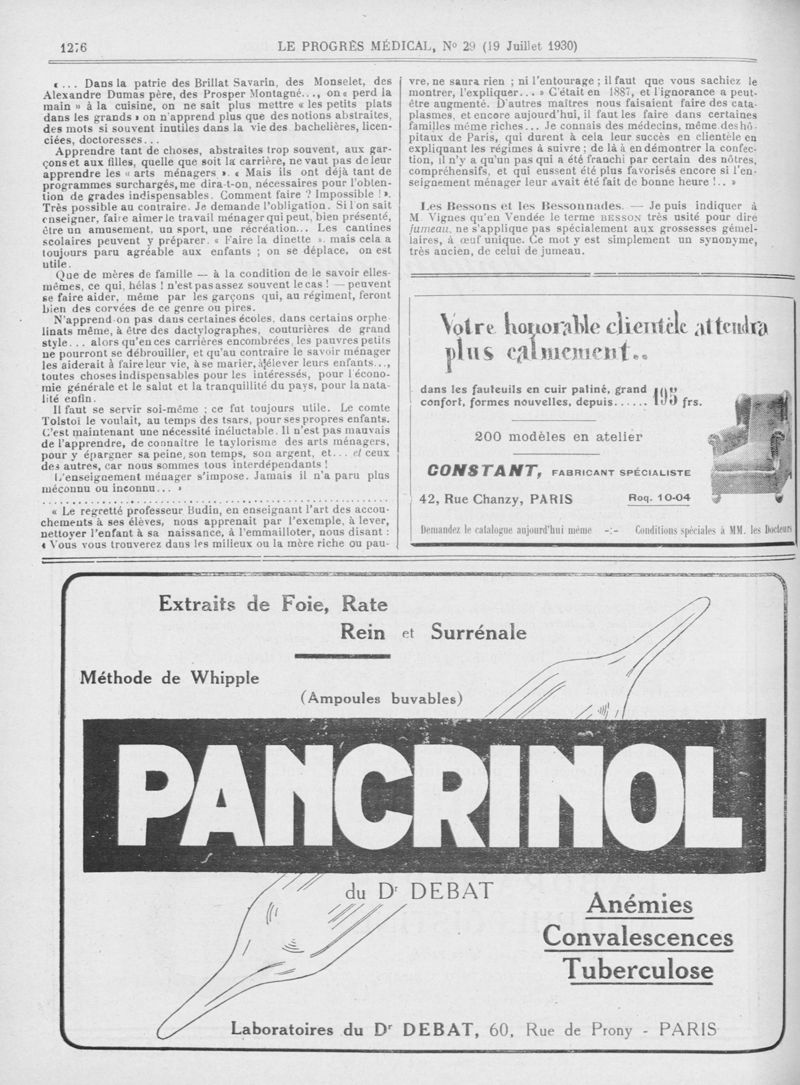 1276
LE PROGRÈS MÉDICAL, No 29 (19 Juillet 1930)
« ... Dans la patrie des Brillat Savarin, des Monselet, des
Alexandre Dumas père, des Prosper Montagné..., on « perd la
main » à la cuisine, on ne sait plus mettre « les petits plats
dans les grands » on n'apprend plus que des notions abstraites,
des mots si souvent inutiles dans la vie des bachelières, licen-
ciées, doctoresses...
Apprendre tant de choses, abstraites trop souvent, aux gar-
çons et aux filles, quelle que soit la carrière, ne vaut pas de leur
apprendre les « arts ménagers ». « Mais ils ont déjà tant de
programmes surchargés, me dira-t-on, nécessaires pour l'obten-
tion de grades indispensables. Comment faire ? Impossible ! ».
Très possible au contraire. Je demande l'obligation. Si l'on sait
enseigner, faire aimer le travail ménager qui peut, bien présenté,
être un amusement, un sport, une récréation... Les cantines
scolaires peuvent y préparer. « Faire la dinette ». mais cela a
toujours paru agréable aux enfants ; on se déplace, on est
utile.
Que de mères de famille — à la condition de le savoir elles-
mêmes, ce qui, hélas ! n'est pas assez souvent le cas ! — peuvent
se faire aider, même par les garçons qui, au régiment, feront
bien des corvées de ce genre ou pires.
N'apprend on pas dans certaines écoles, dans certains orphe
linats même, à être des dactylographes, couturières de grand
style... alors qu'en ces carrières encombrées, les pauvres petits
ne pourront se débrouiller, et qu'au contraire le savoir ménager
les aiderait à faire leur vie, à se marier, à élever leurs enfants...,
toutes choses indispensables pour les intéressés, pour l'écono-
mie générale et le salut et la tranquillité du pays, pour la nata-
lité enfin.
Il faut se servir soi-même ; ce fut toujours utile. Le comte
Tolstoï le voulait, au temps des tsars, pour ses propres enfants.
C'est maintenant une nécessité inéluctable. Il n'est pas mauvais
de l'apprendre, de connaître le taylorisme des arts ménagers,
pour y épargner sa peine, son temps, son argent, et... et ceux
des autres, car nous sommes tous interdépendants !
L'enseignement ménager s'impose. Jamais il n'a paru plus
méconnu ou inconnu... »
« Le regretté professeur Budin, en enseignant l'art des accou-
chements à ses élèves, nous apprenait par l'exemple, à lever,
nettoyer l'enfant à sa naissance, à l'emmailloter, nous disant :
« Vous vous trouverez dans les milieux ou la mère riche ou pau-
vre, ne saura rien ; ni l'entourage ; il faut que vous sachiez le
montrer, l'expliquer... » C'était en 1887, et l'ignorance a peut-
être augmenté. D'autres maîtres nous faisaient faire des cata-
plasmes, et encore aujourd'hui, il faut les faire dans certaines
familles même riches... Je connais des médecins, même des hô-
pitaux de Paris, qui durent à cela leur succès en clientèle en
expliquant les régimes à suivre ; de là à en démontrer la confec-
tion, il n'y a qu'un pas qui a été franchi par certain des nôtres,
compréhensifs, et qui eussent été plus favorisés encore si l'en-
seignement ménager leur avait été fait de bonne heure !.. »
Les Bessons et les Bessonnades. — Je puis indiquer à
M. Vignes qu'en Vendée le terme BESSON très usité pour dire
jumeau, ne s'applique pas spécialement aux grossesses gémel-
laires, à œuf unique. Ce mot y est simplement un synonyme,
très ancien, de celui de jumeau.
Votre honorable clientèle attendra
plus calmement..
dans les fauteuils en cuir patiné, grand
confort, formes nouvelles, depuis...... 195 frs.
200 modèles en atelier
CONSTANT, FABRICANT SPÉCIALISTE
42, Rue Chanzy, PARIS Roq. 10-04
Demandez le catalogue aujourd'hui même -:- Conditions spéciales à MM. les Docteurs
Extraits de Foie, Rate
Rein et Surrénale
Méthode de Whipple
(Ampoules buvables)
PANCRINOL
du Dr DEBAT
Anémies
Convalescences
Tuberculose
Laboratoires du Dr DEBAT, 60, Rue de Prony - PARIS